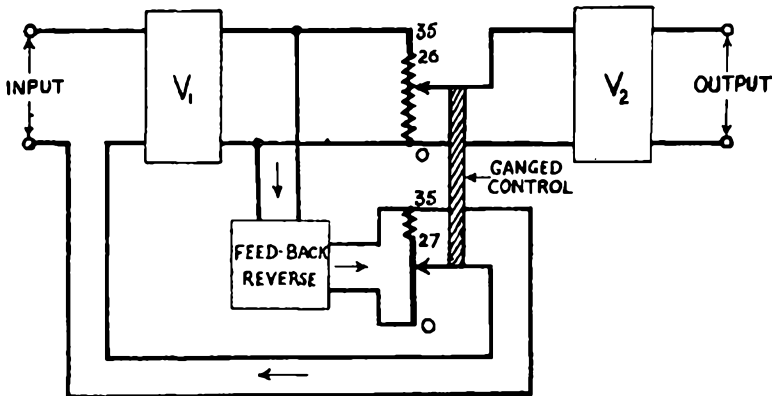 INPUT
V₁
35
26
O
V₂
OUTPUT
GANGED
CONTROL
35
27
O
FEED-BACK
REVERSE